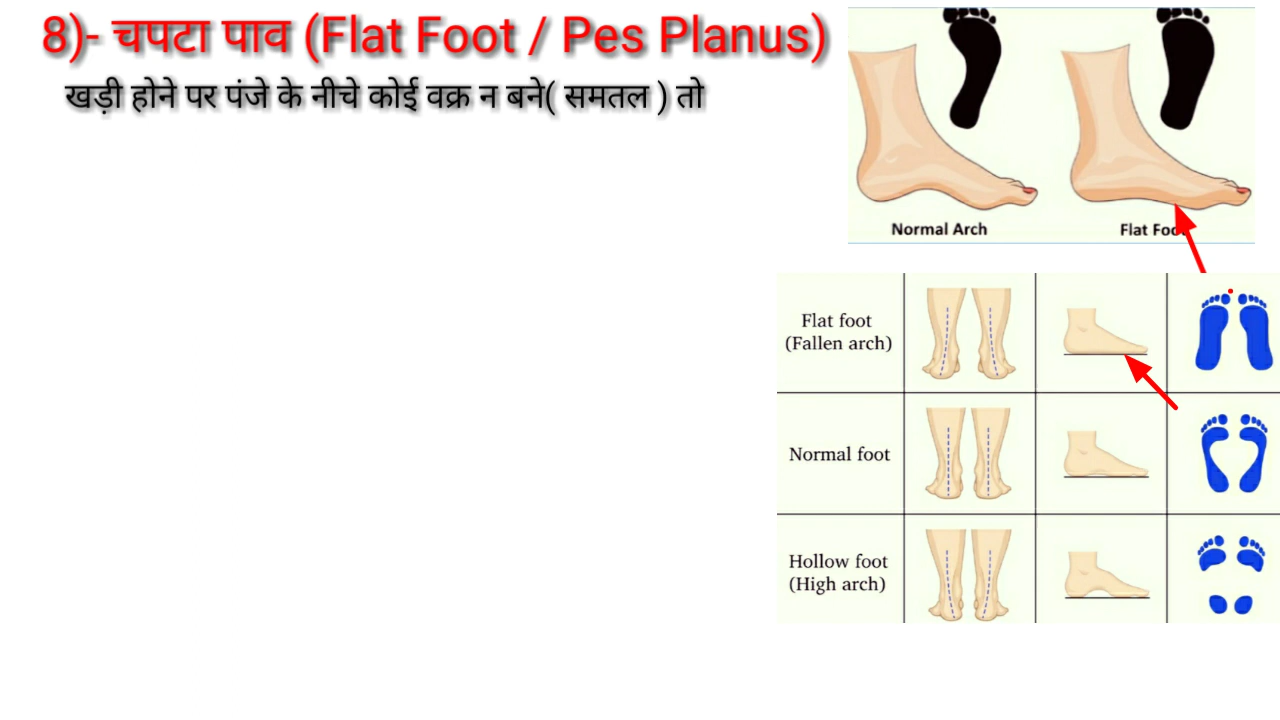 8)- चपटा पाव (Flat Foot / Pes Planus)
खड़ी होने पर पंजे के नीचे कोई वक्र न बने( समतल ) तो
Normal Arch
Flat Foot
Flat foot
(Fallen arch)
Normal foot
Hollow foot
(High arch)